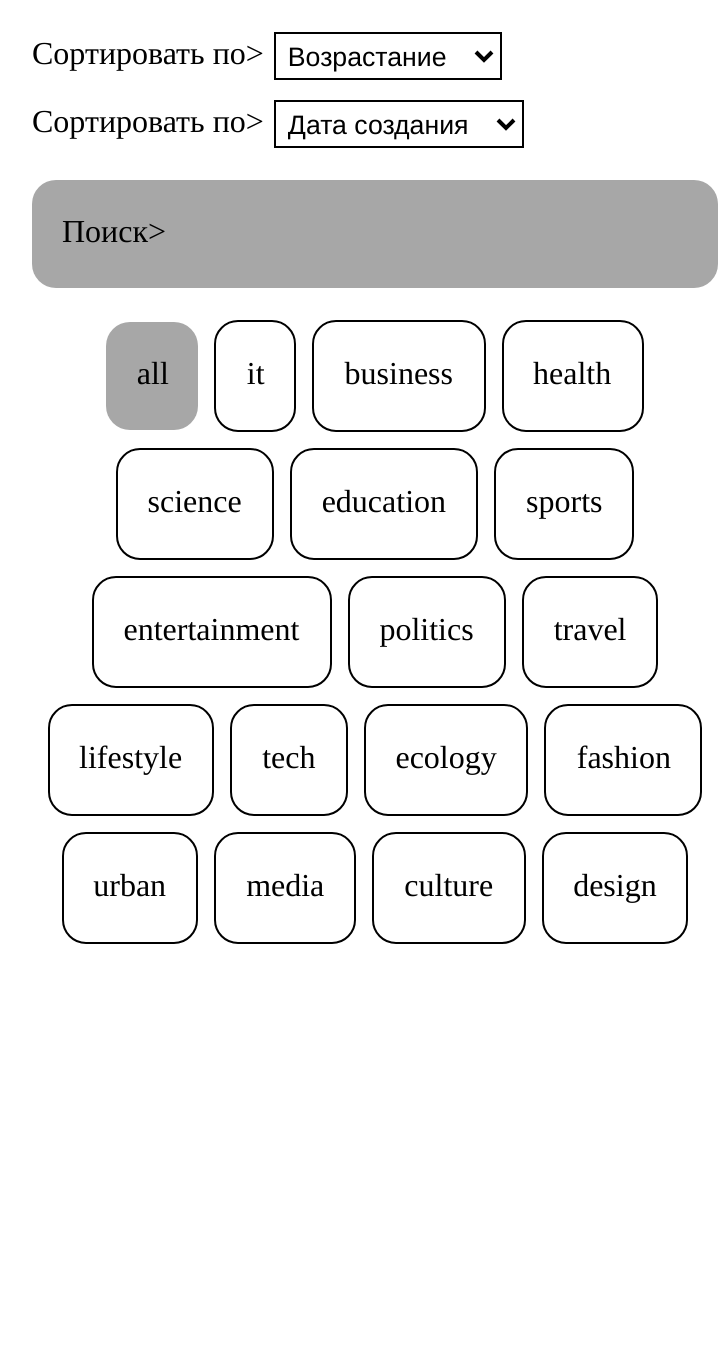 Сортировать по> Возрастание
Сортировать по> Дата создания
Поиск>
all it business health
science education sports
entertainment politics travel
lifestyle tech ecology fashion
urban media culture design